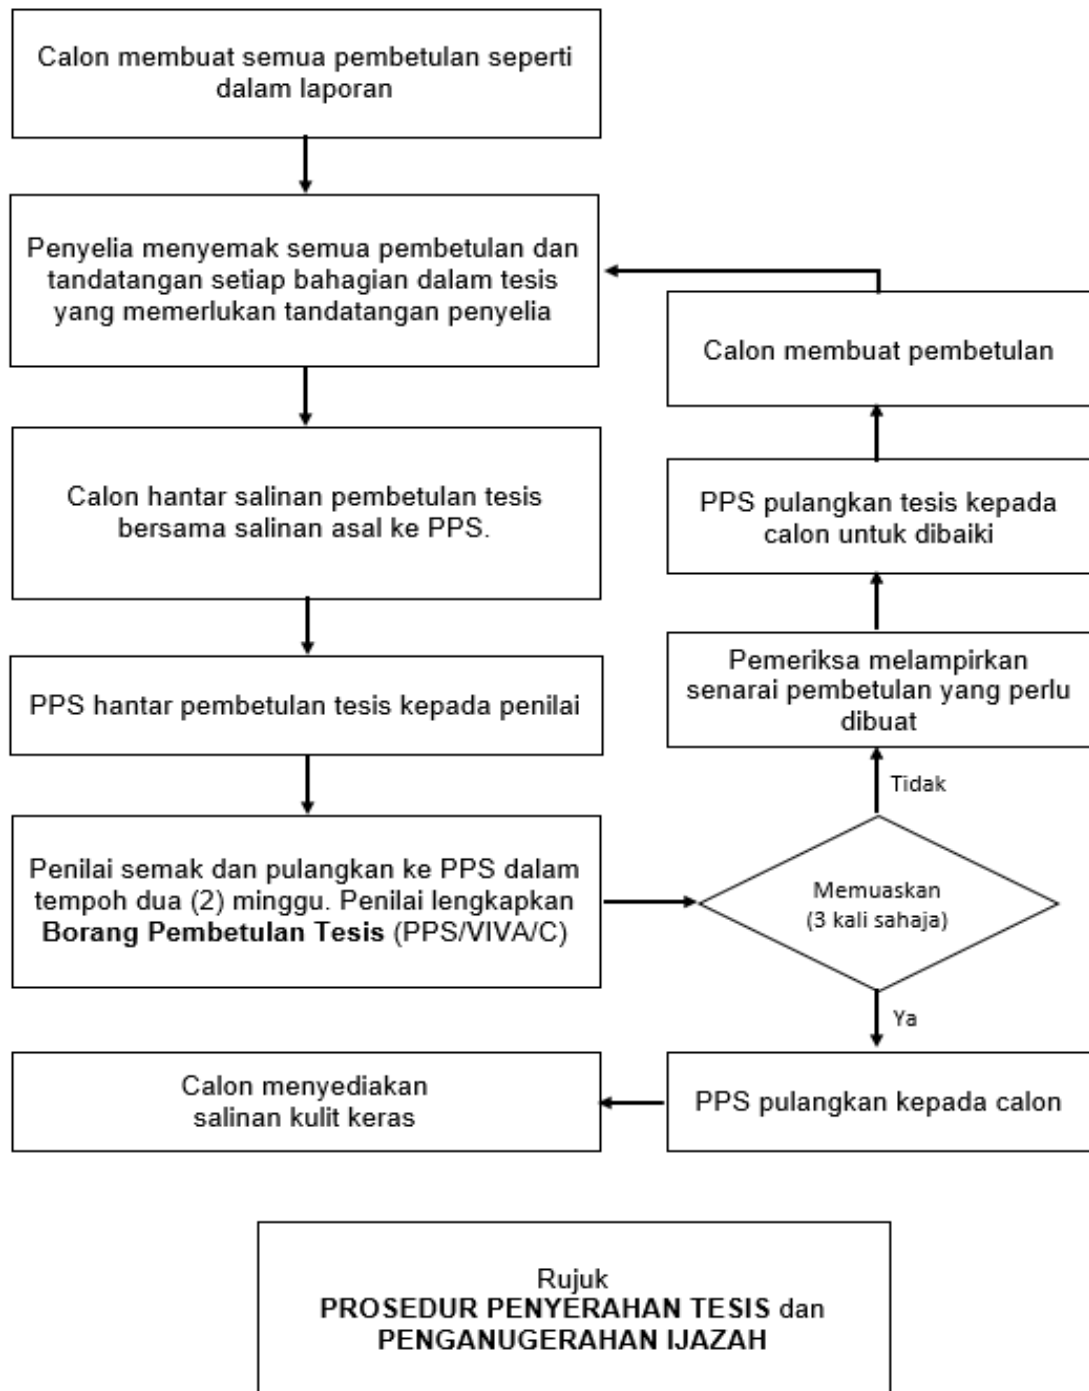 Calon membuat semua pembetulan seperti
dalam laporan
Penyelia menyemak semua pembetulan dan
tandatangan setiap bahagian dalam tesis
yang memerlukan tandatangan penyelia
Calon hantar salinan pembetulan tesis
bersama salinan asal ke PPS.
PPS hantar pembetulan tesis kepada penilai
Penilai semak dan pulangkan ke PPS dalam
tempoh dua (2) minggu. Penilai lengkapkan
Borang Pembetulan Tesis (PPS/VIVA/C)
Memuaskan
(3 kali sahaja)
Tidak
Pemeriksa melampirkan
senarai pembetulan yang perlu
dibuat
PPS pulangkan tesis kepada
calon untuk dibaiki
Calon membuat pembetulan
Ya
PPS pulangkan kepada calon
Calon menyediakan
salinan kulit keras
Rujuk
PROSEDUR PENYERAHAN TESIS dan
PENGANUGERAHAN IJAZAH